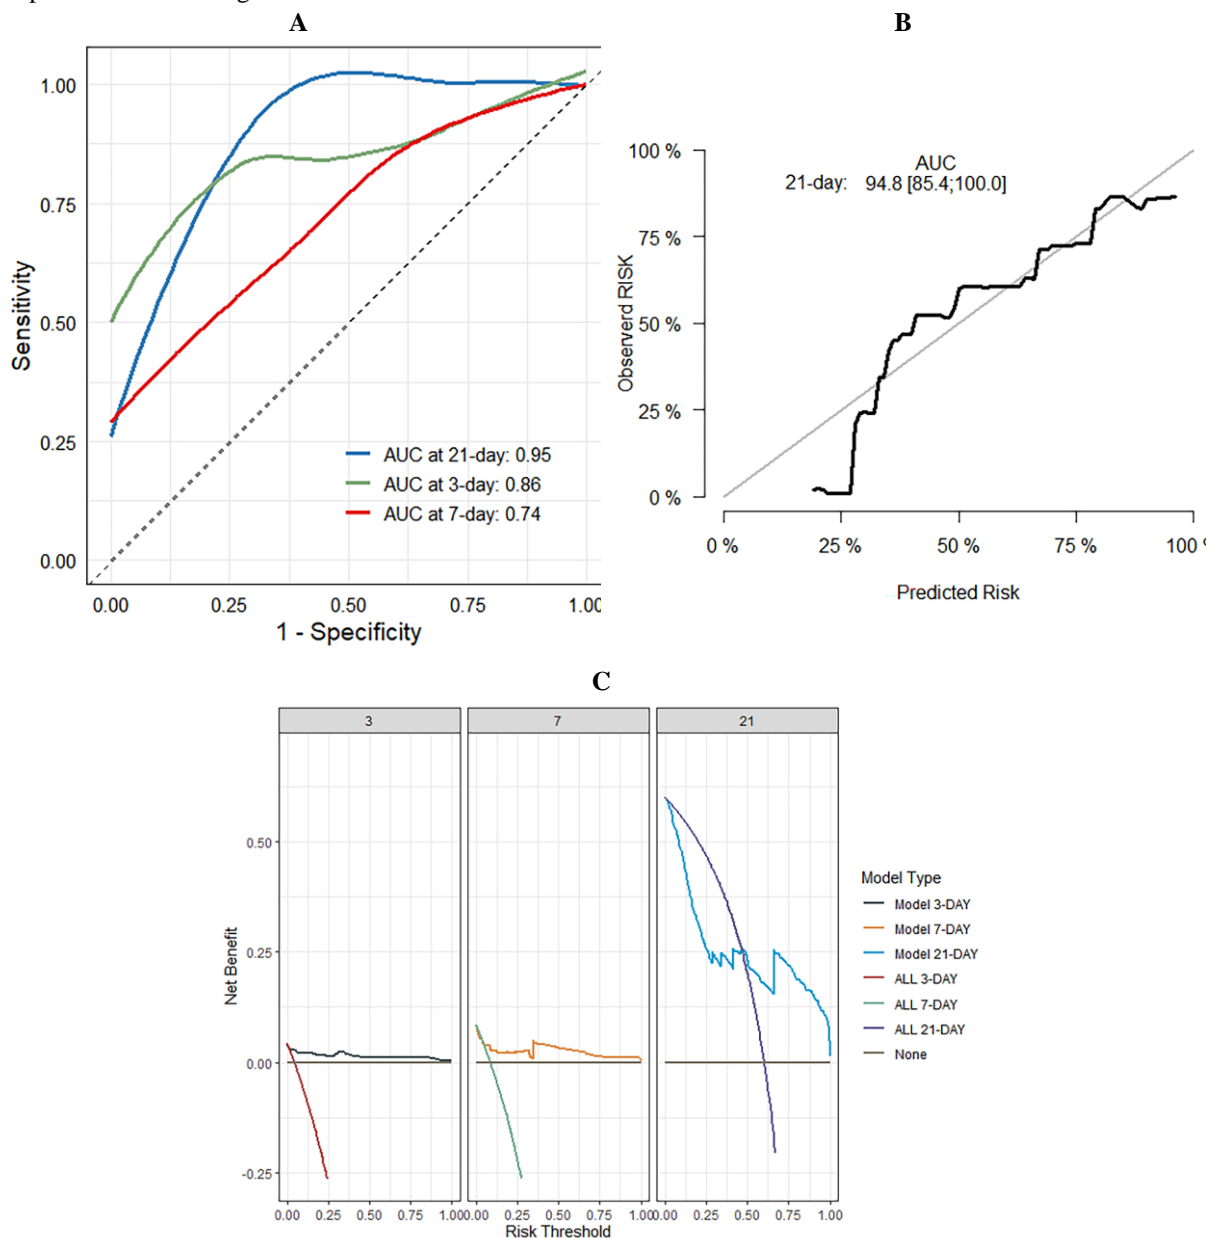 A
B
1.00
0.75
0.50
0.25
0.00
Sensitivity
AUC at 21-day: 0.95
AUC at 3-day: 0.86
AUC at 7-day: 0.74
0.00 0.25 0.50 0.75 1.00
1 - Specificity
100 %
75 %
50 %
25 %
0 %
Observerd RISK
AUC
21-day: 94.8 [85.4;100.0]
0 % 25 % 50 % 75 % 100 %
Predicted Risk
C
3 7 21
0.50
0.25
0.00
-0.25
Net Benefit
0.00 0.25 0.50 0.75 1.00 0.00 0.25 0.50 0.75 1.00 0.00 0.25 0.50 0.75 1.00
Risk Threshold
Model Type
Model 3-DAY
Model 7-DAY
Model 21-DAY
ALL 3-DAY
ALL 7-DAY
ALL 21-DAY
None